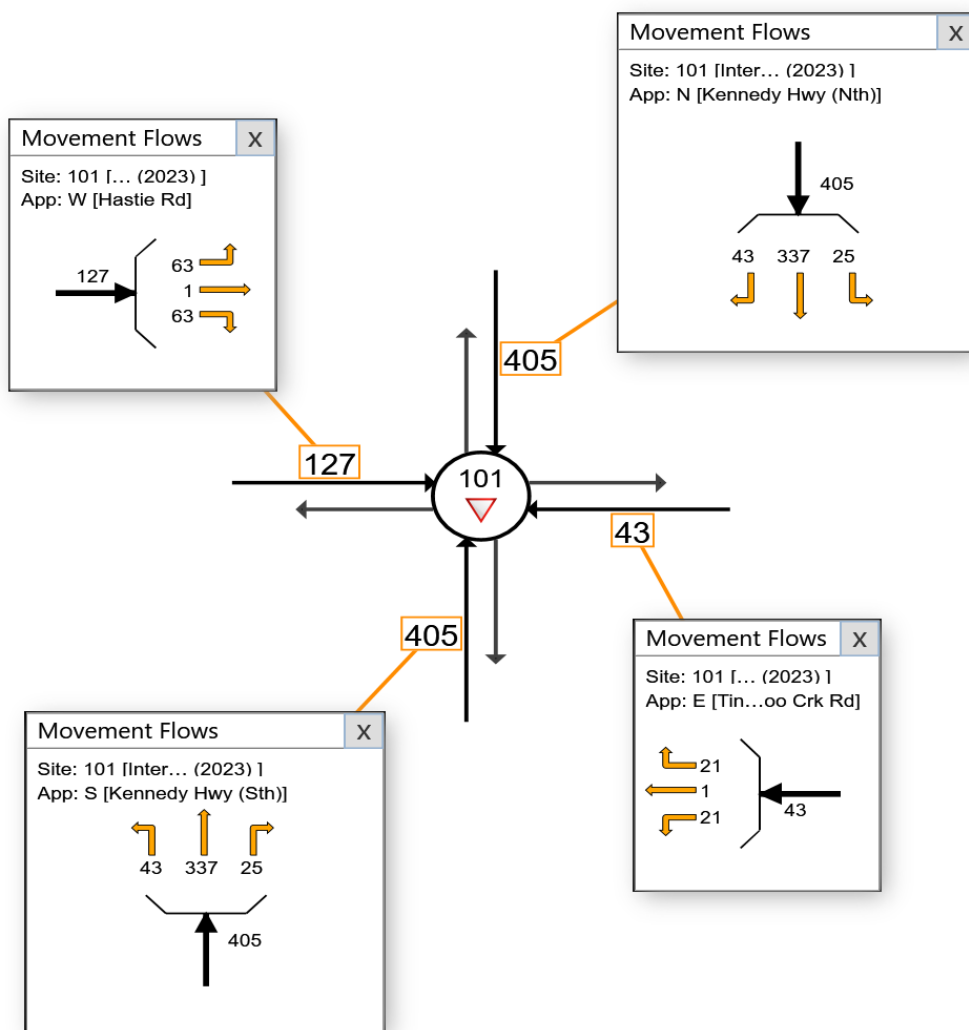 Movement Flows X
Site: 101 [Inter… (2023) ]
App: N [Kennedy Hwy (Nth)]
405
43 337 25
Movement Flows X
Site: 101 [… (2023) ]
App: W [Hastie Rd]
127
63
1
63
405
127
101
43
405
Movement Flows X
Site: 101 [… (2023) ]
App: E [Tin…oo Crk Rd]
21
1
21
43
Movement Flows X
Site: 101 [Inter… (2023) ]
App: S [Kennedy Hwy (Sth)]
43 337 25
405